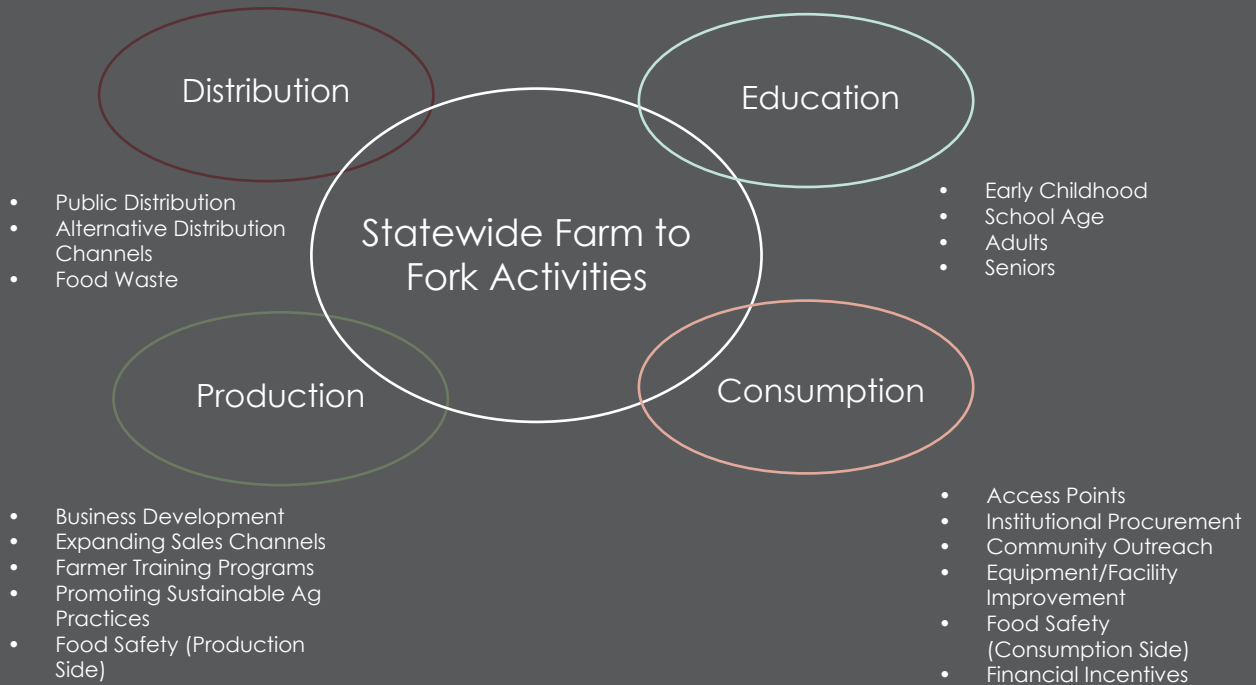 Distribution
Education
Statewide Farm to
Fork Activities
• Public Distribution
• Alternative Distribution
Channels
• Food Waste
• Early Childhood
• School Age
• Adults
• Seniors
Production
Consumption
• Business Development
• Expanding Sales Channels
• Farmer Training Programs
• Promoting Sustainable Ag
Practices
• Food Safety (Production
Side)
• Access Points
• Institutional Procurement
• Community Outreach
• Equipment/Facility
Improvement
• Food Safety
(Consumption Side)
• Financial Incentives